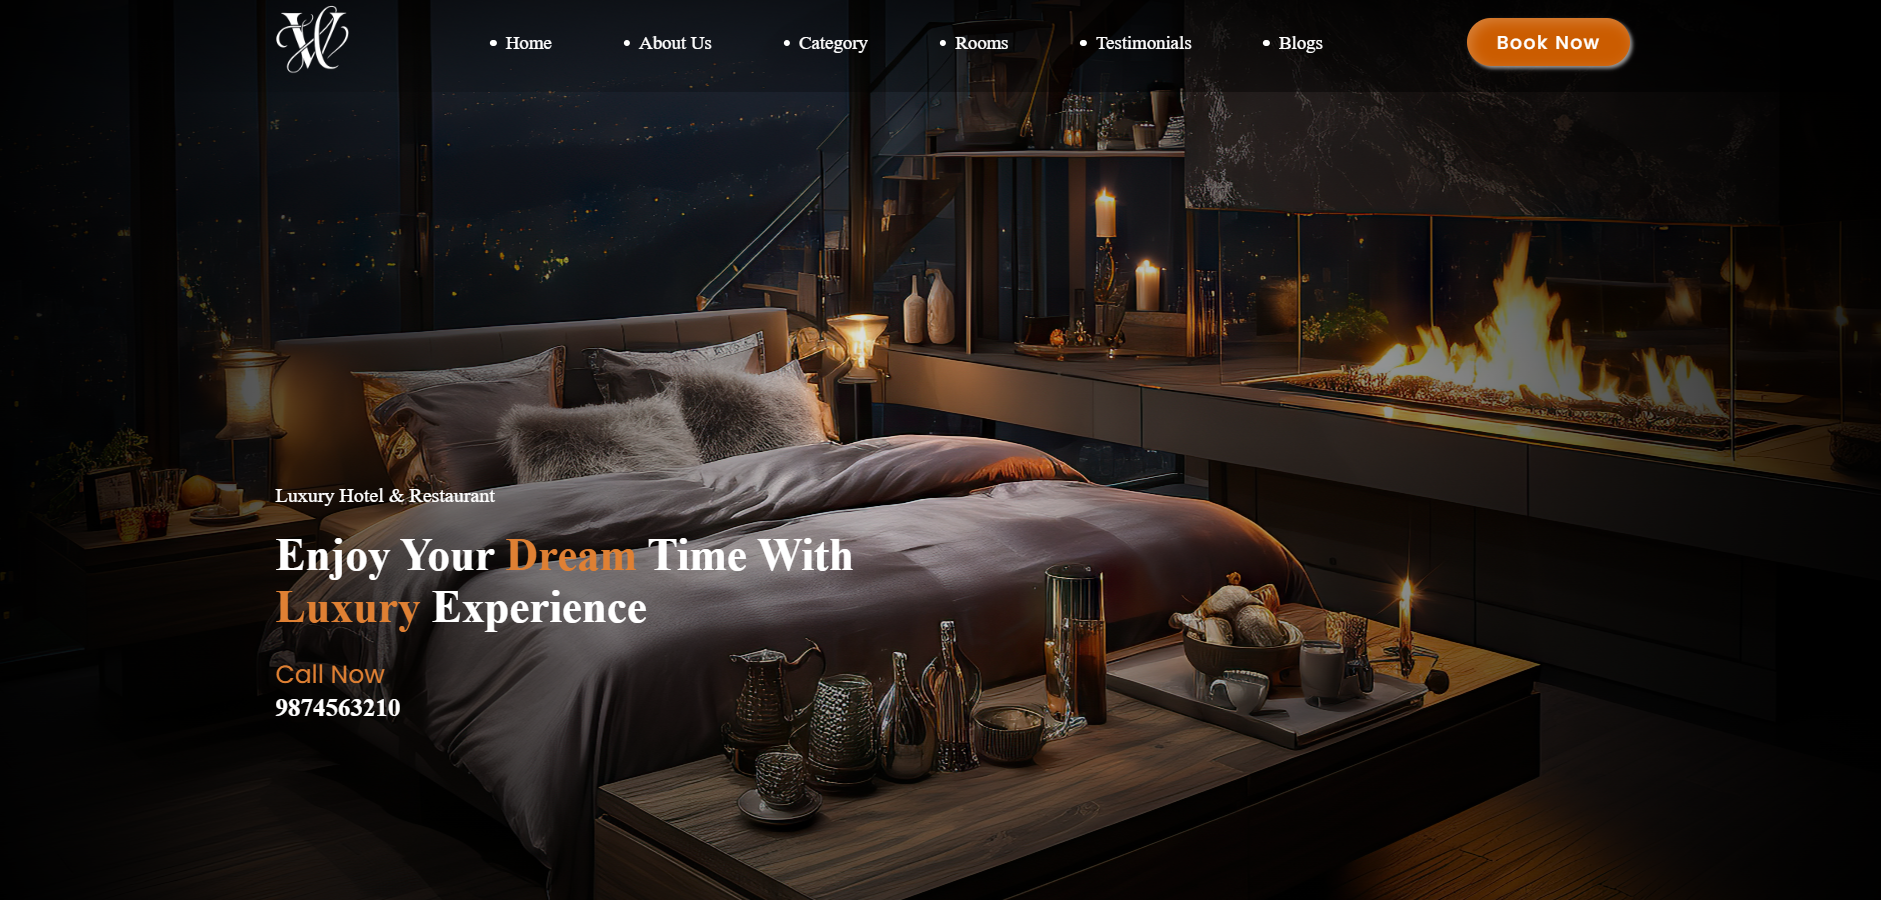 Home
About Us
Category
Rooms
Testimonials
Blogs
Book Now
Luxury Hotel & Restaurant
Enjoy Your Dream Time With
Luxury Experience
Call Now
9874563210